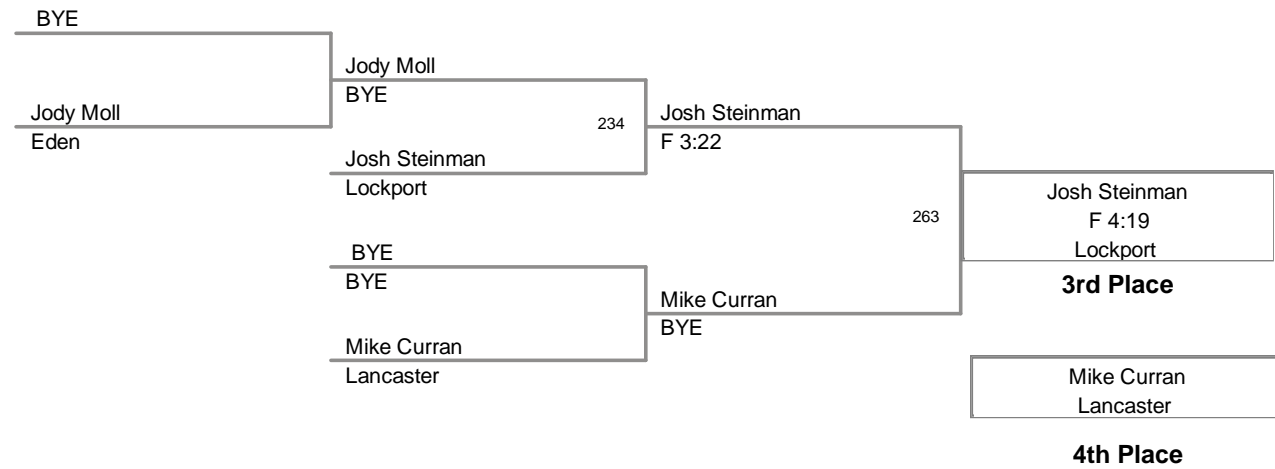 BYE
Jody Moll
Eden
Jody Moll
BYE
Josh Steinman
Lockport
234
Josh Steinman
F 3:22
BYE
BYE
Mike Curran
Lancaster
Mike Curran
BYE
263
Josh Steinman
F 4:19
Lockport
3rd Place
Mike Curran
Lancaster
4th Place